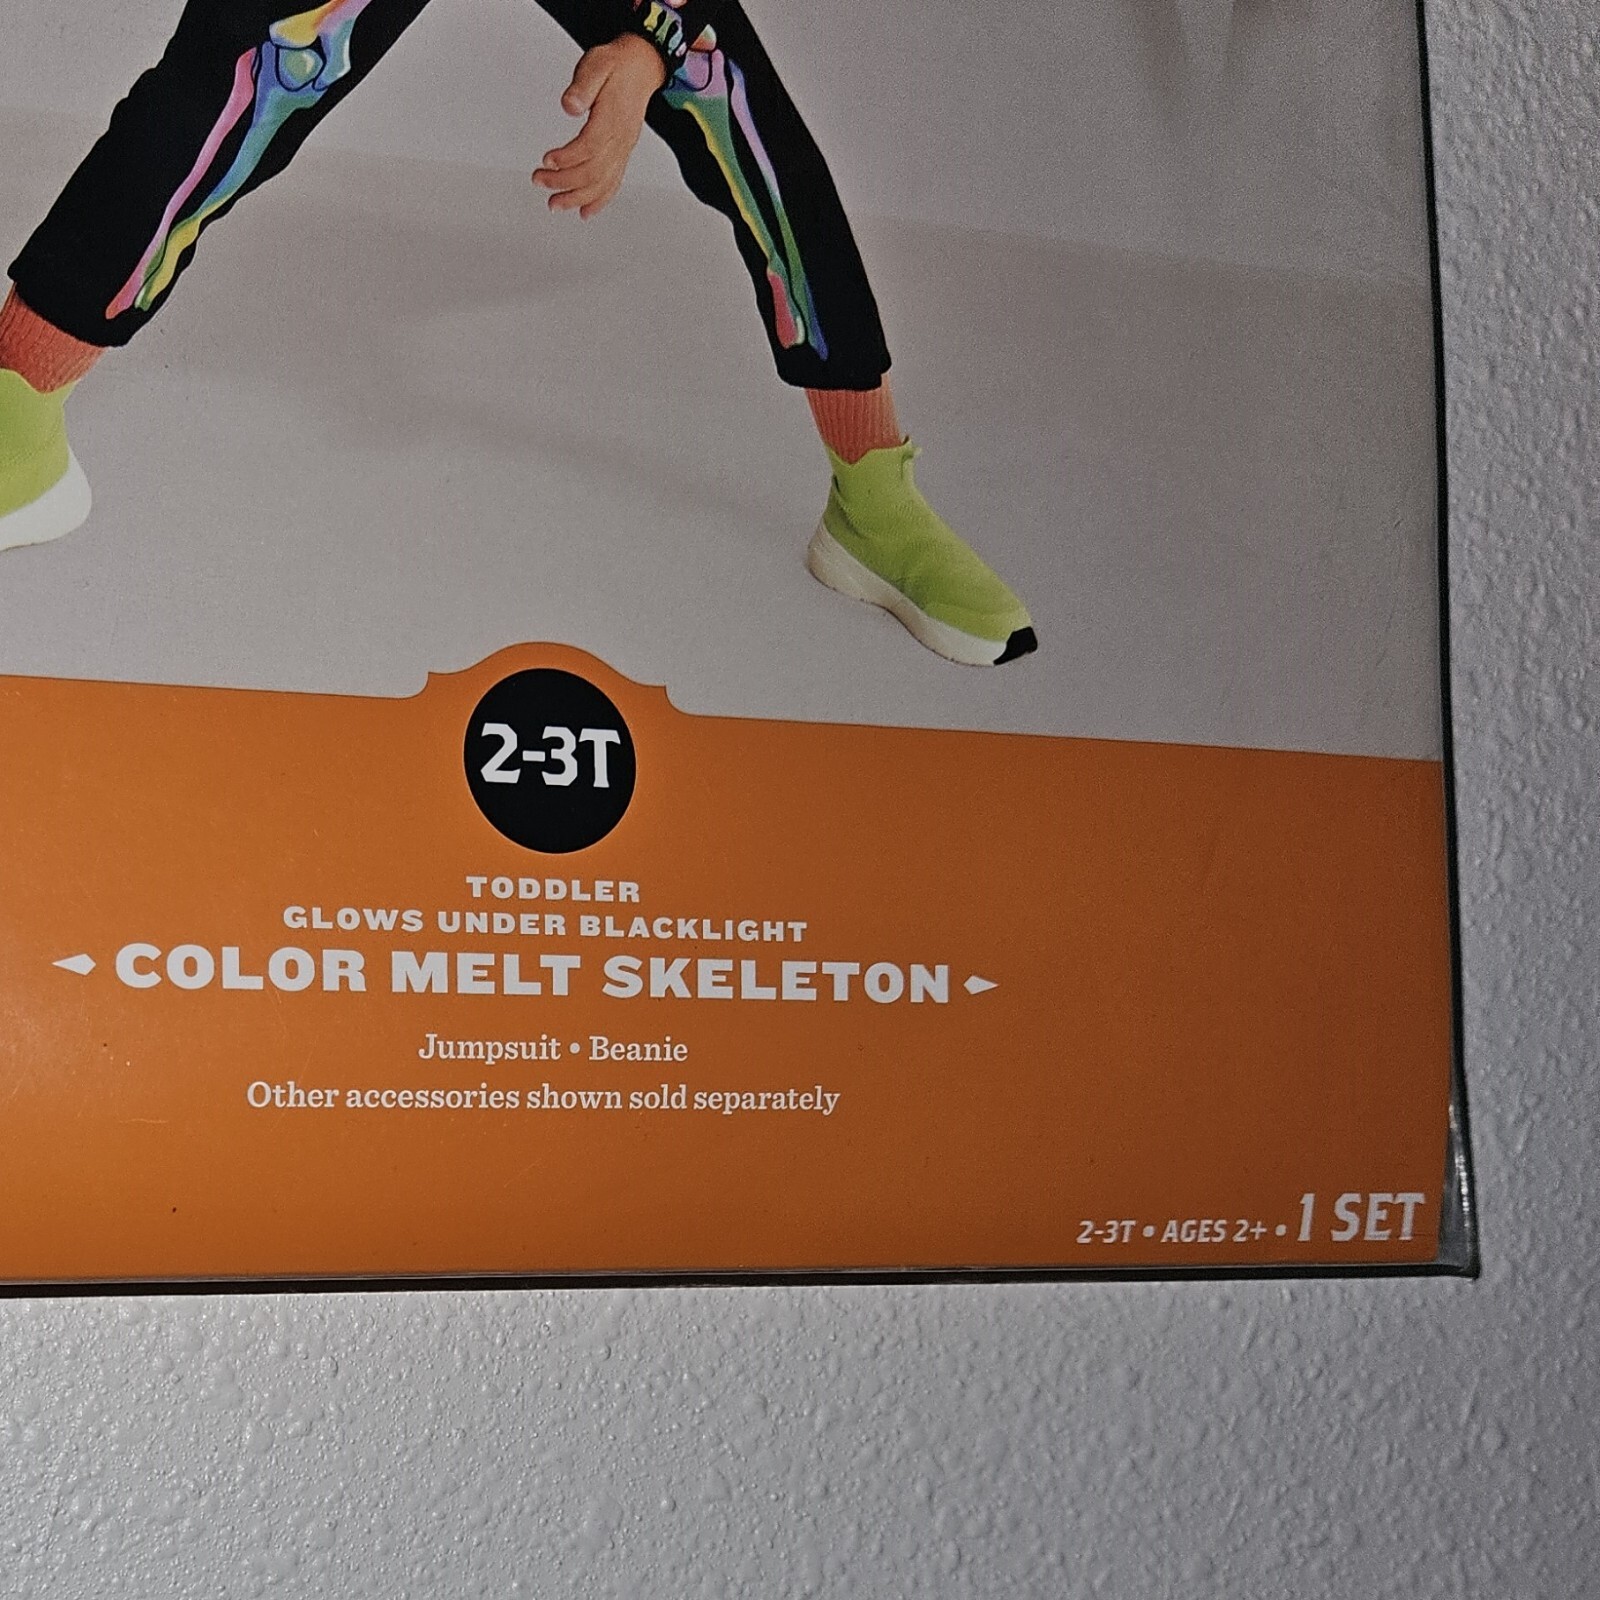 2-3T
TODDLER
GLOWS UNDER BLACKLIGHT
COLOR MELT SKELETON
Jumpsuit • Beanie
Other accessories shown sold separately
2-3T • AGES 2+ • 1 SET